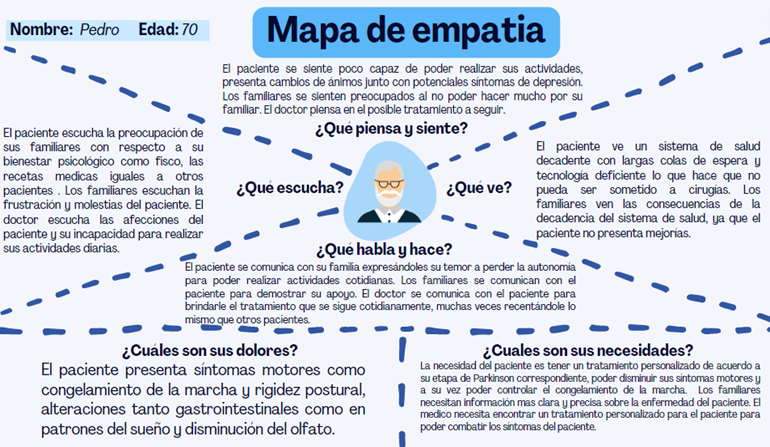 Nombre: Pedro Edad: 70
Mapa de empatia
El paciente se siente poco capaz de poder realizar sus actividades,
presenta cambios de ánimos junto con potenciales síntomas de depresión.
Los familiares se sienten preocupados al no poder hacer mucho por su
familiar. El doctor piensa en el posible tratamiento a seguir.
¿Qué piensa y siente?
El paciente escucha la preocupación de
sus familiares con respecto a su
bienestar psicológico como fisco, las
recetas medicas iguales a otros
pacientes . Los familiares escuchan la
frustración y molestias del paciente. El
doctor escucha las afecciones del
paciente y su incapacidad para realizar
sus actividades diarias.
¿Qué escucha?
¿Qué ve?
El paciente ve un sistema de salud
decadente con largas colas de espera y
tecnología deficiente lo que hace que no
pueda ser sometido a cirugías. Los
familiares ven las consecuencias de la
decadencia del sistema de salud, ya que el
paciente no presenta mejorías.
¿Qué habla y hace?
El paciente se comunica con su familia expresándoles su temor a perder la autonomía
para poder realizar actividades cotidianas. Los familiares se comunican con el
paciente para demostrar su apoyo. El doctor se comunica con el paciente para
brindarle el tratamiento que se sigue cotidianamente, muchas veces recentándole lo
mismo que otros pacientes.
¿Cuáles son sus dolores?
El paciente presenta síntomas motores como
congelamiento de la marcha y rigidez postural,
alteraciones tanto gastrointestinales como en
patrones del sueño y disminución del olfato.
¿Cuales son sus necesidades?
La necesidad del paciente es tener un tratamiento personalizado de acuerdo a
su etapa de Parkinson correspondiente, poder disminuir sus síntomas motores y
a su vez poder controlar el congelamiento de la marcha. Los familiares
necesitan información mas clara y precisa sobre la enfermedad del paciente. El
medico necesita encontrar un tratamiento personalizado para el paciente para
poder combatir los síntomas del paciente.